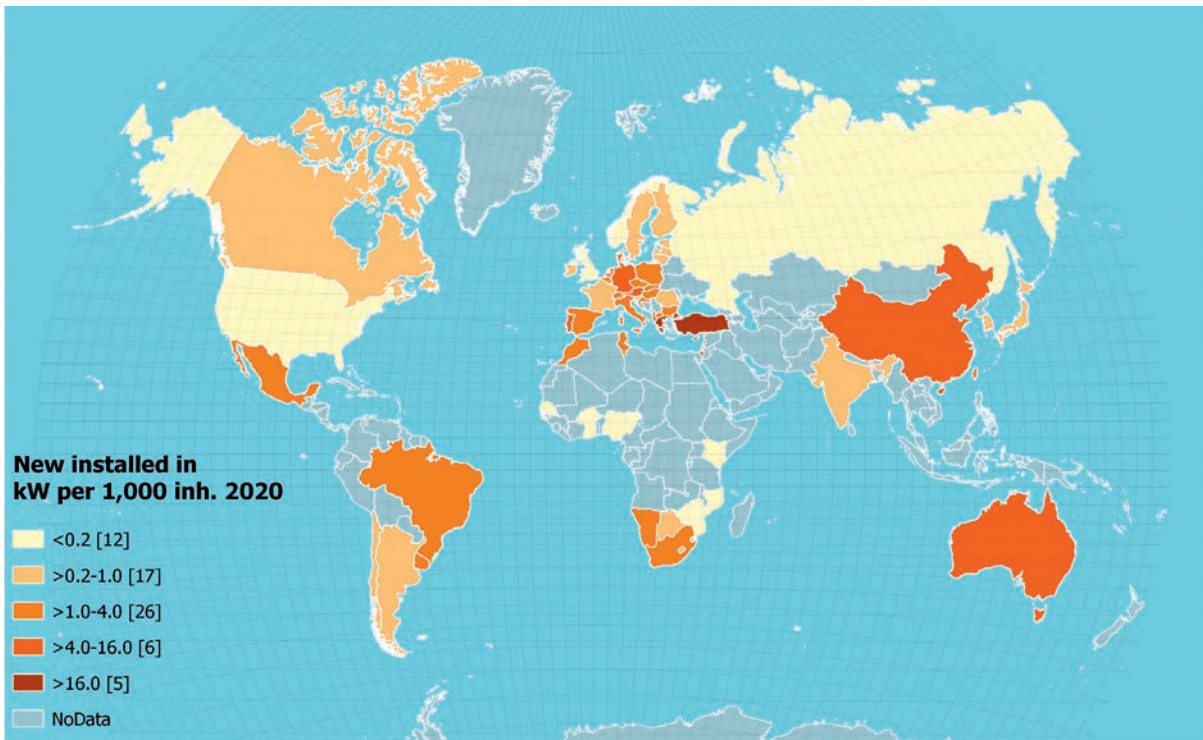 New installed in
kW per 1,000 inh. 2020
<0.2 [12]
>0.2-1.0 [17]
>1.0-4.0 [26]
>4.0-16.0 [6]
>16.0 [5]
NoData